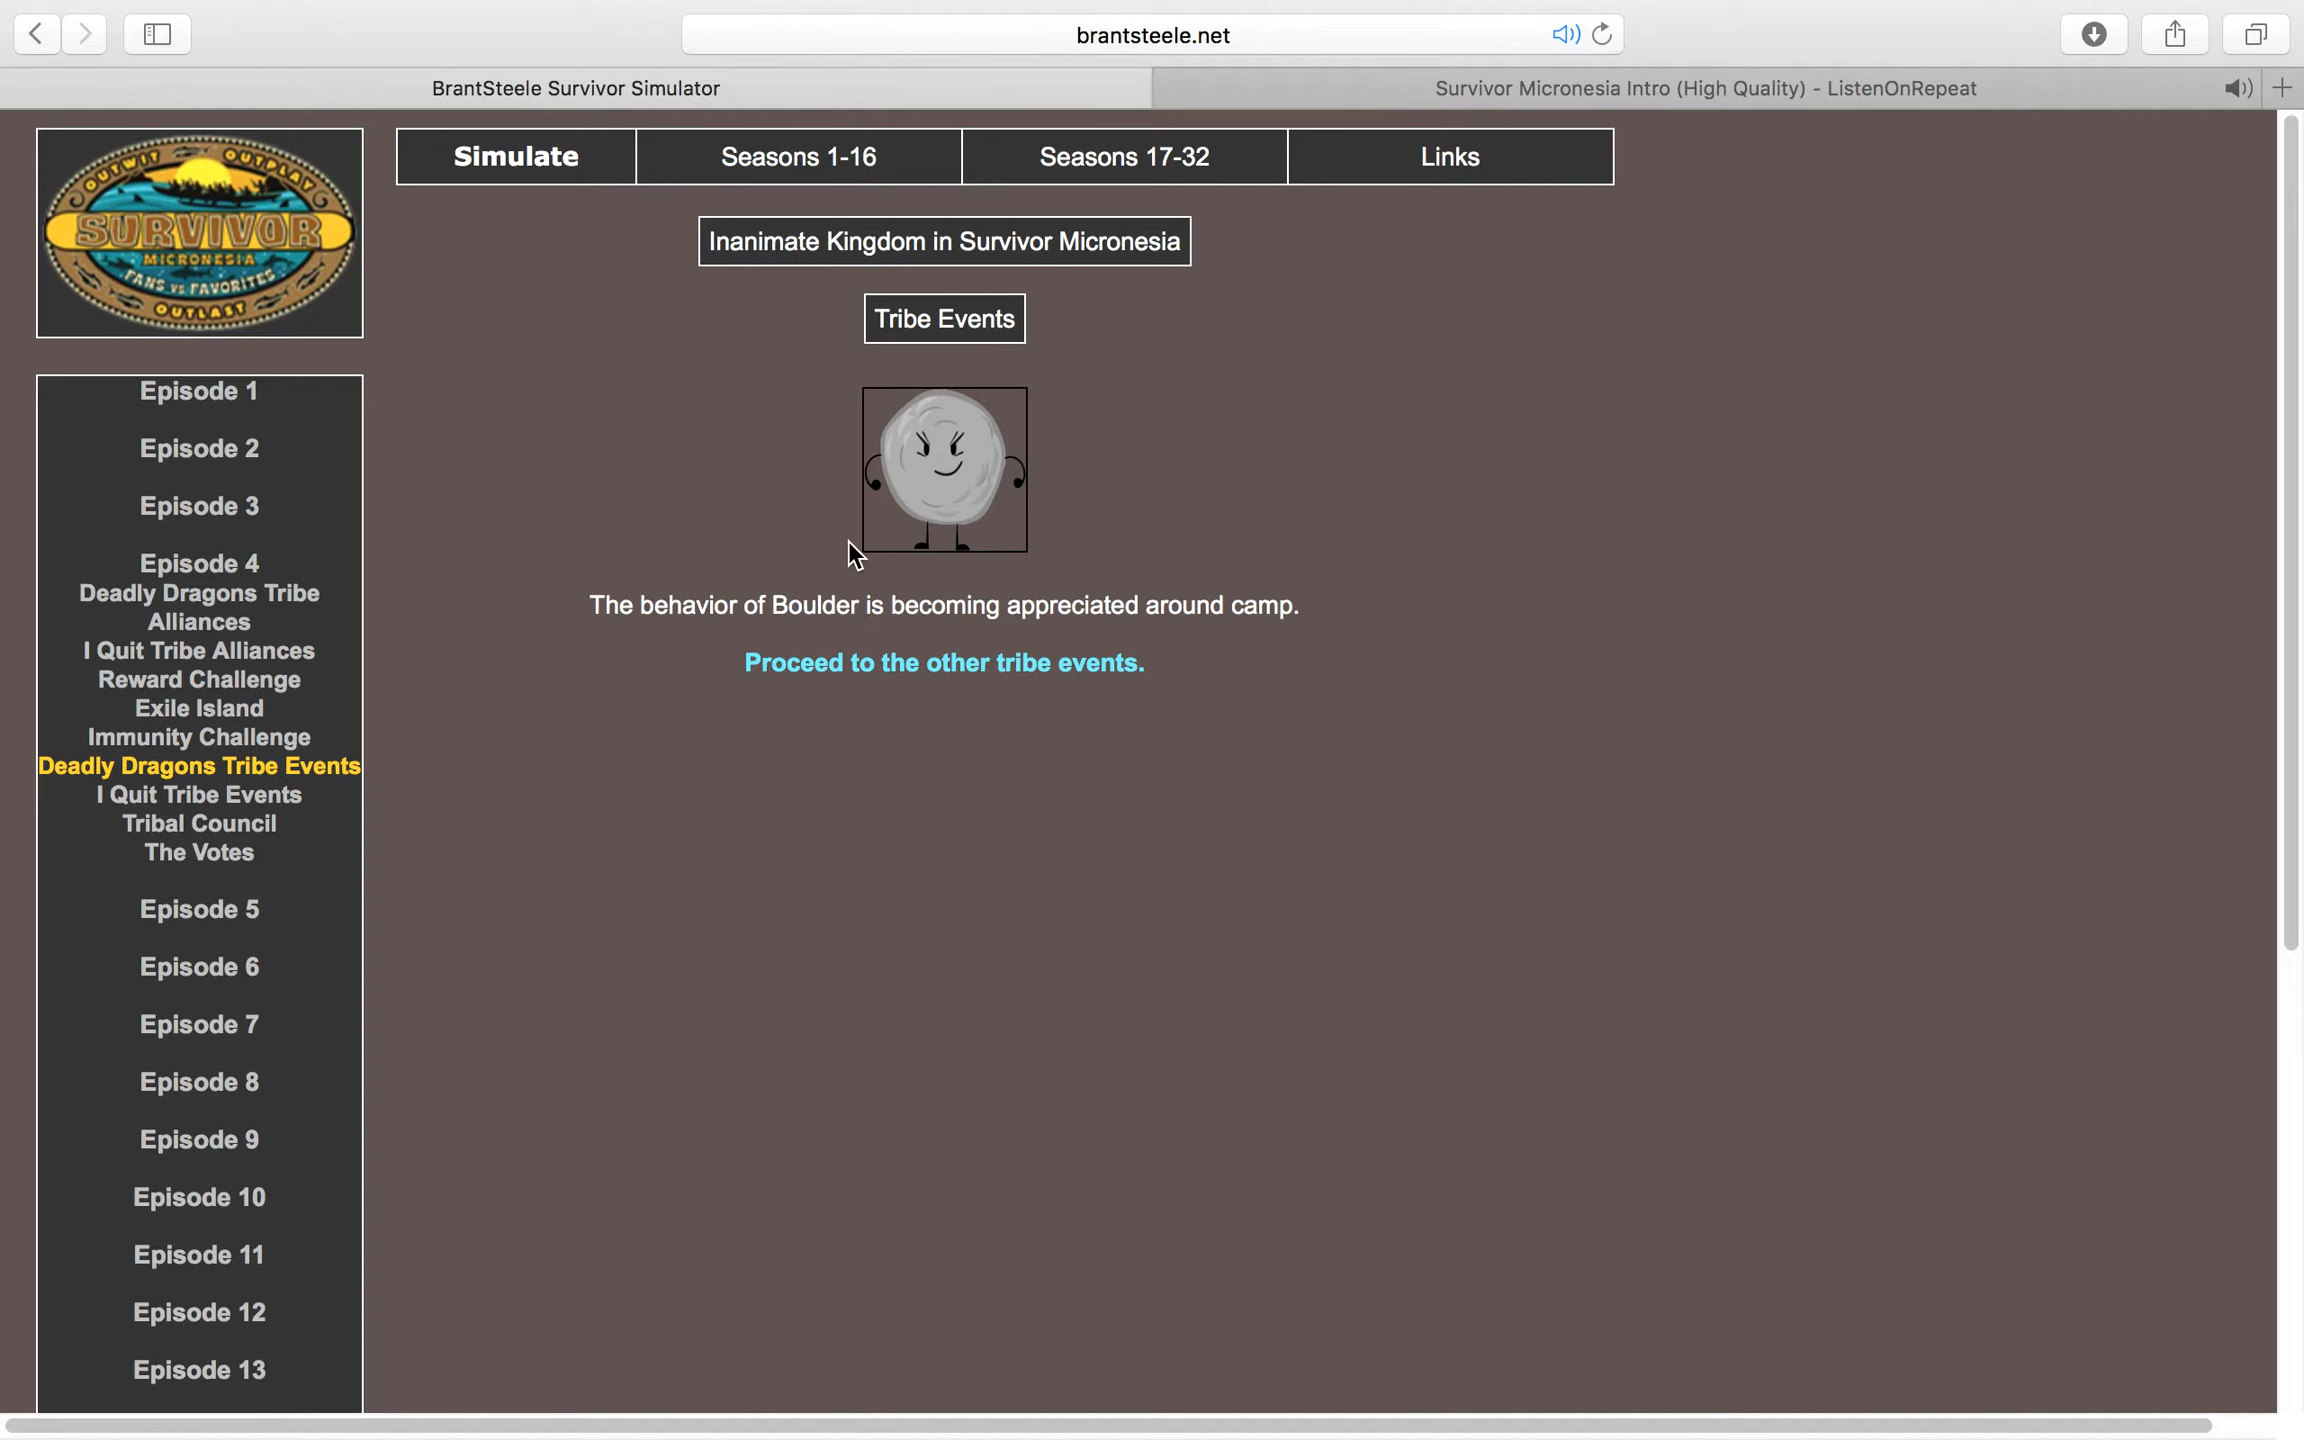 brantsteele.net
BrantSteele Survivor Simulator
Survivor Micronesia Intro (High Quality) - ListenOnRepeat
OUTWIT OUTPLAY
SURVIVOR
MICRONESIA
FANS vs FAVORITES
OUTLAST
Simulate
Seasons 1-16
Seasons 17-32
Links
Inanimate Kingdom in Survivor Micronesia
Tribe Events
The behavior of Boulder is becoming appreciated around camp.
Proceed to the other tribe events.
Episode 1
Episode 2
Episode 3
Episode 4
Deadly Dragons Tribe
Alliances
I Quit Tribe Alliances
Reward Challenge
Exile Island
Immunity Challenge
Deadly Dragons Tribe Events
I Quit Tribe Events
Tribal Council
The Votes
Episode 5
Episode 6
Episode 7
Episode 8
Episode 9
Episode 10
Episode 11
Episode 12
Episode 13